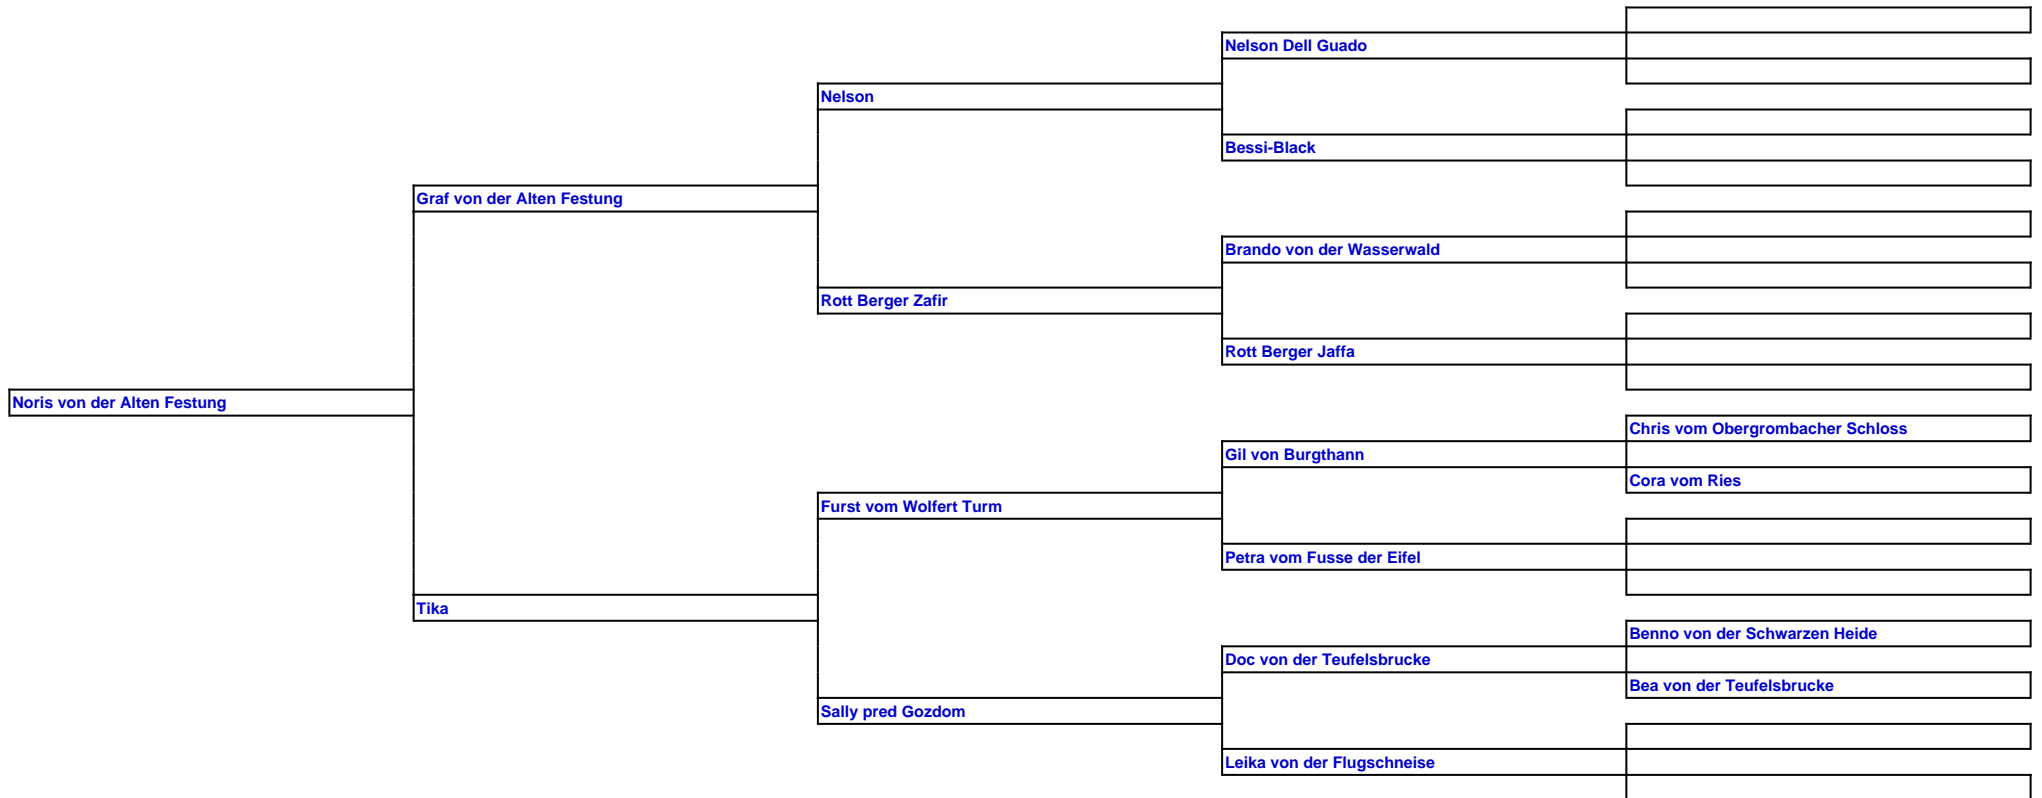 Nelson Dell Guado
Nelson
Bessi-Black
Graf von der Alten Festung
Brando von der Wasserwald
Rott Berger Zafir
Rott Berger Jaffa
Noris von der Alten Festung
Chris vom Obergrombacher Schloss
Gil von Burgthann
Cora vom Ries
Furst vom Wolfert Turm
Petra vom Fusse der Eifel
Tika
Benno von der Schwarzen Heide
Doc von der Teufelsbrucke
Bea von der Teufelsbrucke
Sally pred Gozdom
Leika von der Flugschneise